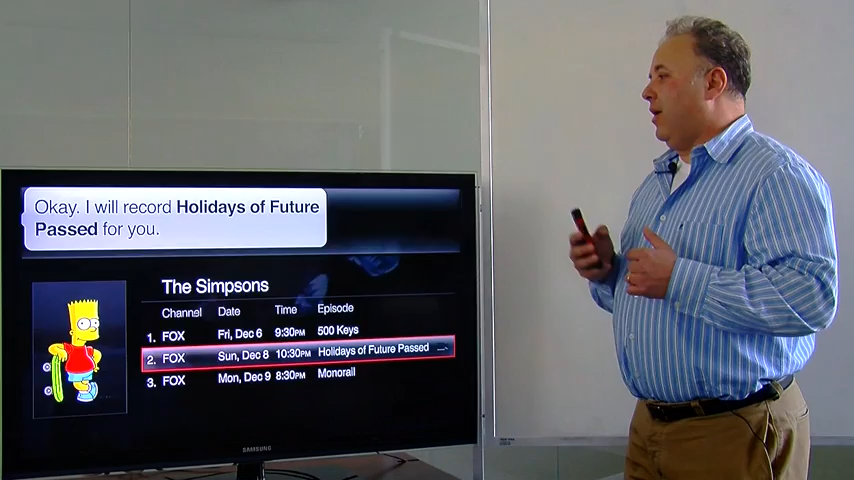 Okay. I will record Holidays of Future
Passed for you.
The Simpsons
Channel Date Time Episode
1. FOX Fri, Dec 6 9:30PM 500 Keys
2. FOX Sun, Dec 8 10:30PM Holidays of Future Passed
3. FOX Mon, Dec 9 8:30PM Monorail
SAMSUNG